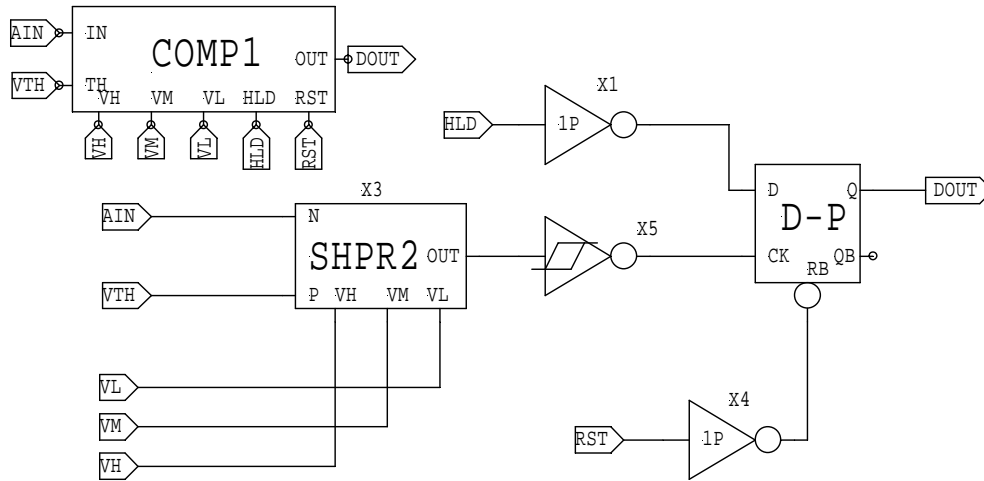 AIN
IN
COMP1
OUT
DOUT
VTH
TH
VH
VM
VL
HLD
RST
VH
VM
VL
HLD
RST
X1
HLD
1P
X3
AIN
N
SHPR2
OUT
VTH
P
VH
VM
VL
X5
D
Q
DOUT
D-P
CK
QB
RB
VL
VM
VH
X4
RST
1P